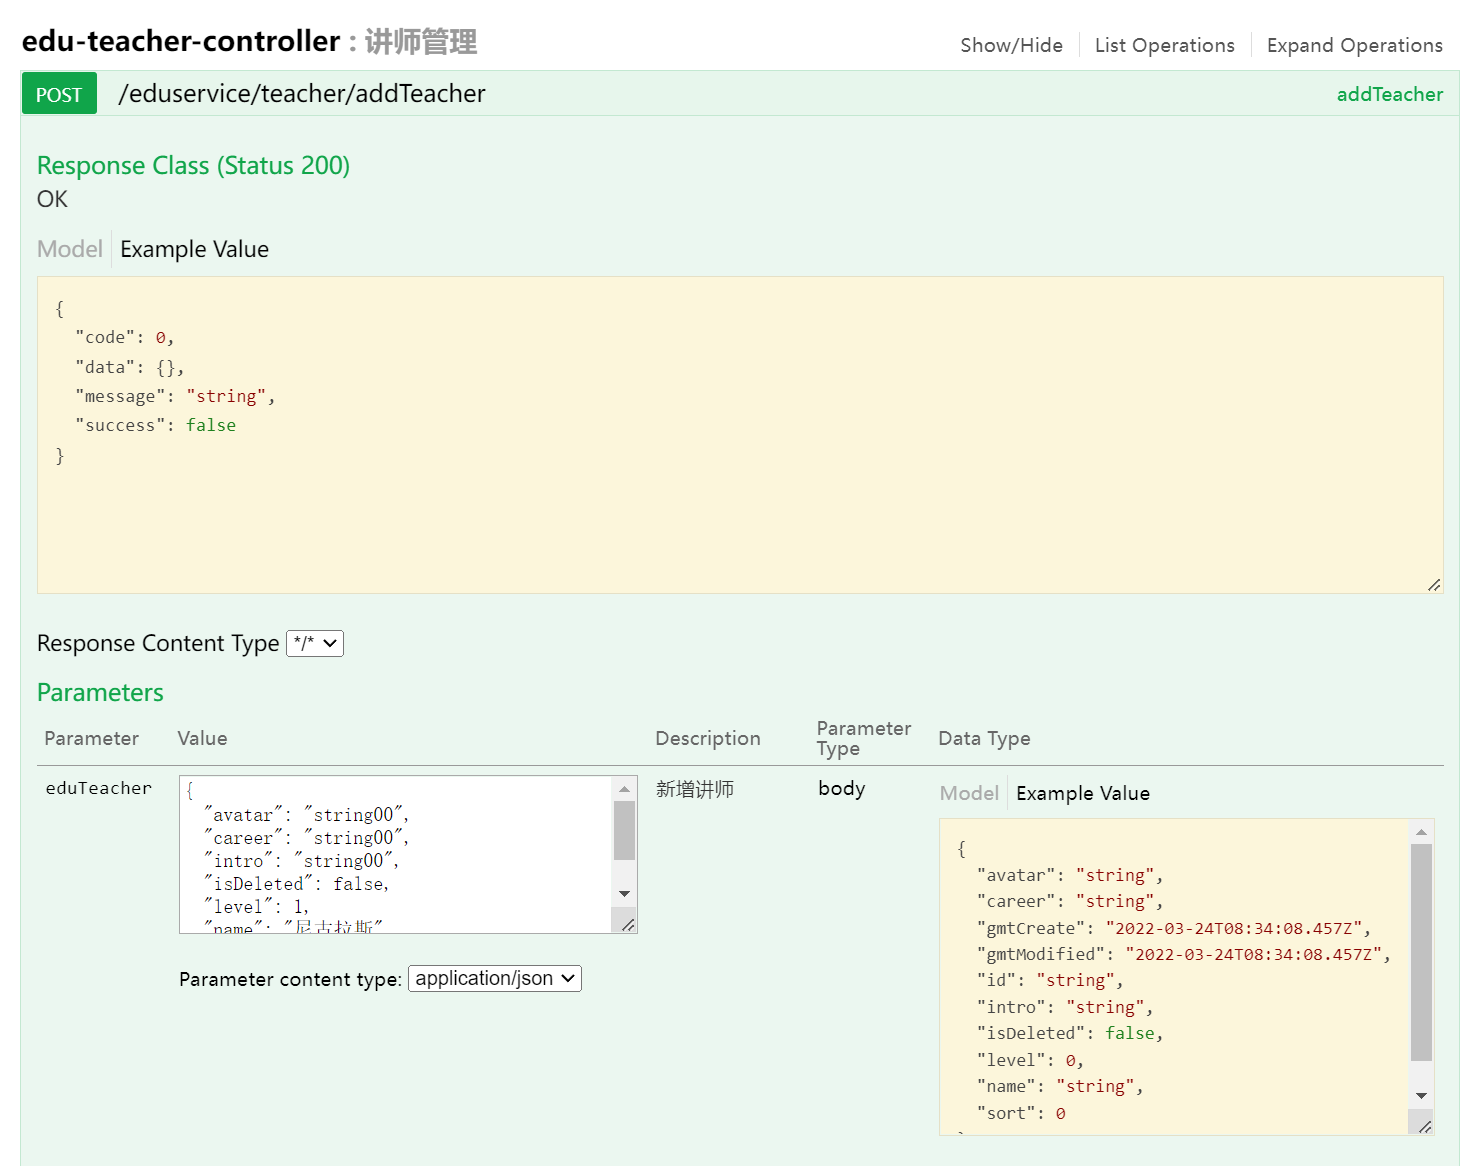 edu-teacher-controller : 讲师管理
Show/Hide
List Operations
Expand Operations
POST
/eduservice/teacher/addTeacher
addTeacher
Response Class (Status 200)
OK
Model
Example Value
{
"code": 0,
"data": {},
"message": "string",
"success": false
}
Response Content Type */*
Parameters
Parameter
Value
Description
Parameter
Type
Data Type
eduTeacher
{
"avatar": "string00",
"career": "string00",
"intro": "string00",
"isDeleted": false,
"level": 1,
"name": "尼古拉斯"
Parameter content type: application/json
新增讲师
body
Model
Example Value
{
"avatar": "string",
"career": "string",
"gmtCreate": "2022-03-24T08:34:08.457Z",
"gmtModified": "2022-03-24T08:34:08.457Z",
"id": "string",
"intro": "string",
"isDeleted": false,
"level": 0,
"name": "string",
"sort": 0